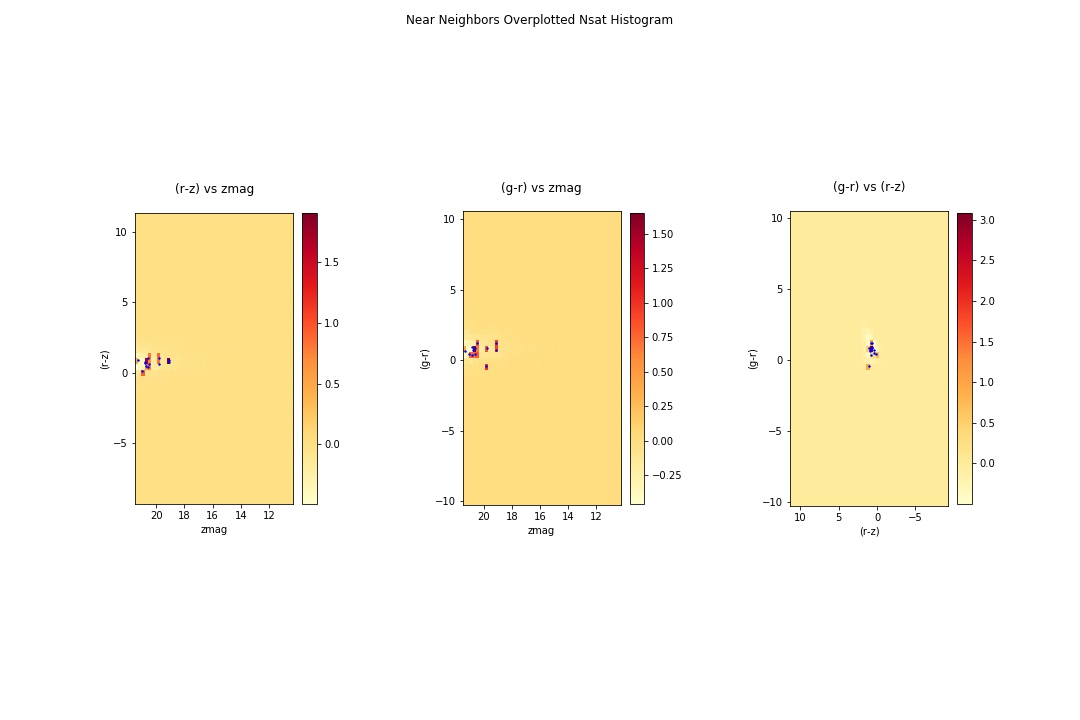 Near Neighbors Overplotted Nsat Histogram
(r-z) vs zmag
10
5
0
−5
(r-z)
20 18 16 14 12
zmag
1.5
1.0
0.5
0.0
(g-r) vs zmag
10
5
0
−5
−10
(g-r)
20 18 16 14 12
zmag
1.50
1.25
1.00
0.75
0.50
0.25
0.00
−0.25
(g-r) vs (r-z)
10
5
0
−5
−10
(g-r)
10 5 0 −5
(r-z)
3.0
2.5
2.0
1.5
1.0
0.5
0.0